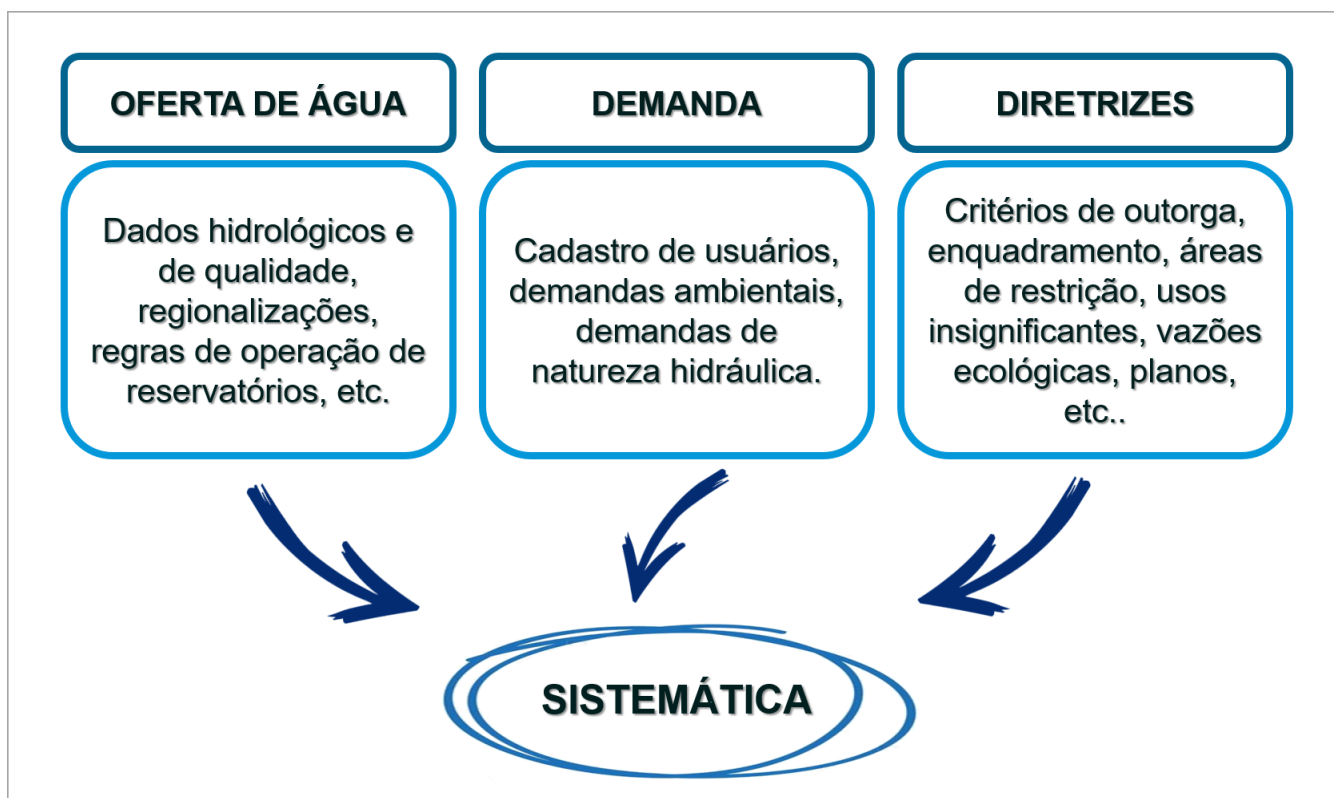 OFERTA DE ÁGUA
Dados hidrológicos e
de qualidade,
regionalizações,
regras de operação de
reservatórios, etc.
DEMANDA
Cadastro de usuários,
demandas ambientais,
demandas de
natureza hidráulica.
DIRETRIZES
Critérios de outorga,
enquadramento, áreas
de restrição, usos
insignificantes, vazões
ecológicas, planos,
etc..
SISTEMÁTICA